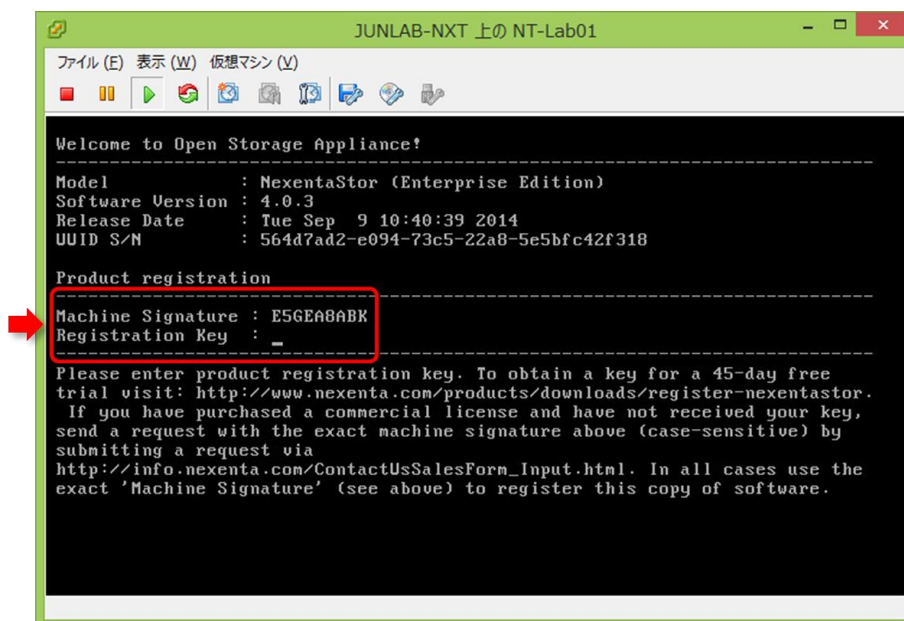 JUNLAB-NXT 上の NT-Lab01
ファイル (F) 表示 (W) 仮想マシン (V)
Welcome to Open Storage Appliance!
Model : NexentaStor (Enterprise Edition)
Software Version : 4.0.3
Release Date : Tue Sep 9 10:40:39 2014
UUID S/N : 564d7ad2-e094-73c5-22a8-5e5bfc42f318
Product registration
Machine Signature : E5GEA8ABK
Registration Key : _
Please enter product registration key. To obtain a key for a 45-day free
trial visit: http://www.nexenta.com/products/downloads/register-nexentastor.
If you have purchased a commercial license and have not received your key,
send a request with the exact machine signature above (case-sensitive) by
submitting a request via
http://info.nexenta.com/ContactUsSalesForm_Input.html. In all cases use the
exact 'Machine Signature' (see above) to register this copy of software.